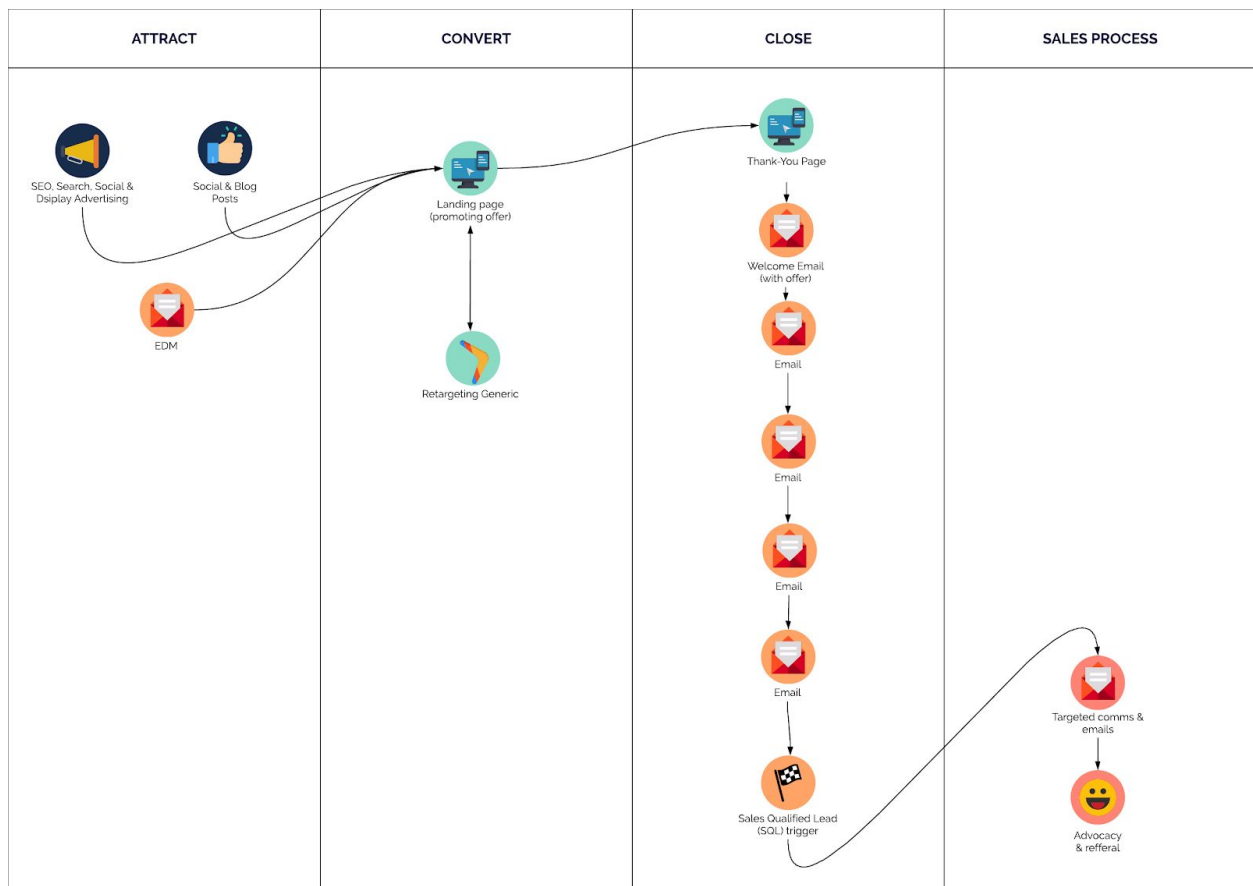 ATTRACT
CONVERT
CLOSE
SALES PROCESS
SEO, Search, Social &
Dsiplay Advertising
Social & Blog
Posts
EDM
Landing page
(promoting offer)
Retargeting Generic
Thank-You Page
Welcome Email
(with offer)
Email
Email
Email
Email
Sales Qualified Lead
(SQL) trigger
Targeted comms &
emails
Advocacy
& refferal